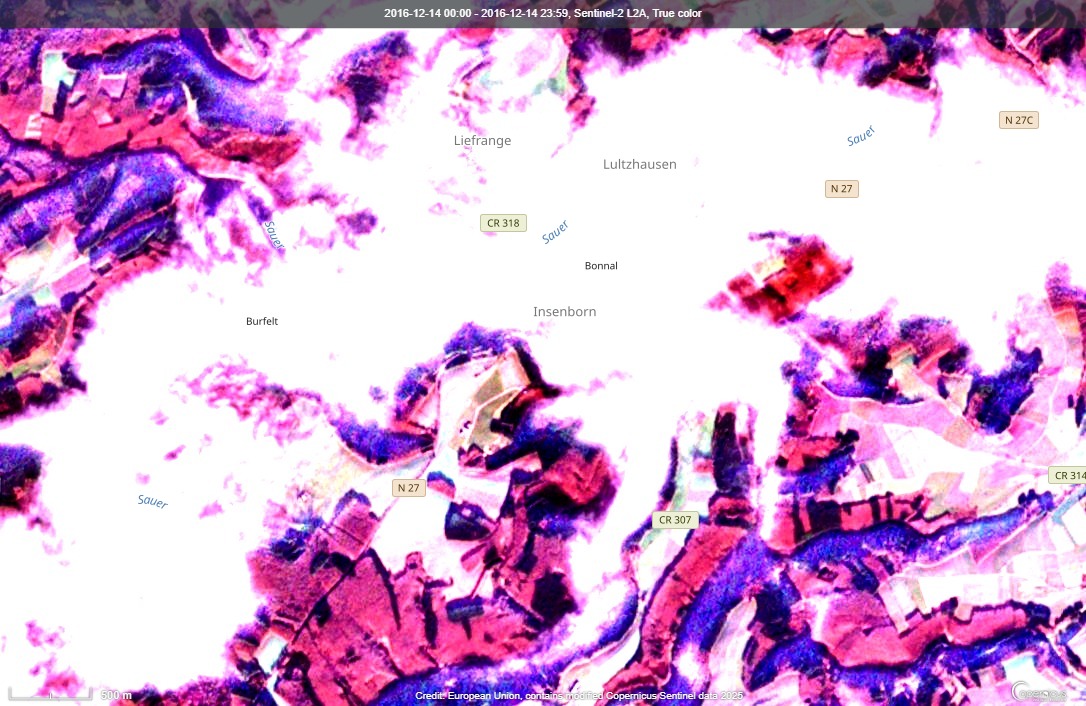 2016-12-14 00:00 - 2016-12-14 23:59, Sentinel-2 L2A, True color
N 27C
Sauer
Liefrange
Lultzhausen
N 27
CR 318
Sauer
Sauer
Bonnal
Insenborn
Burfelt
CR 314
N 27
Sauer
CR 307
500 m
Credit: European Union, contains modified Copernicus Sentinel data 2025